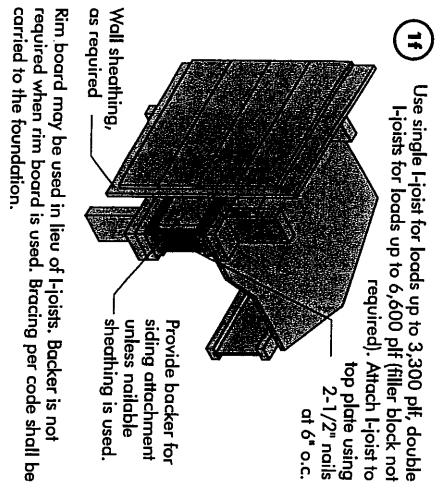 1f
Use single I-joist for loads up to 3,300 plf, double
I-joists for loads up to 6,600 plf (filler block not
required). Attach I-joist to
top plate using
2-1/2" nails
at 6" o.c.
Wall sheathing,
as required
Provide backer for
siding attachment
unless nailable
sheathing is used.
Rim board may be used in lieu of I-joists. Backer is not
required when rim board is used. Bracing per code shall be
carried to the foundation.